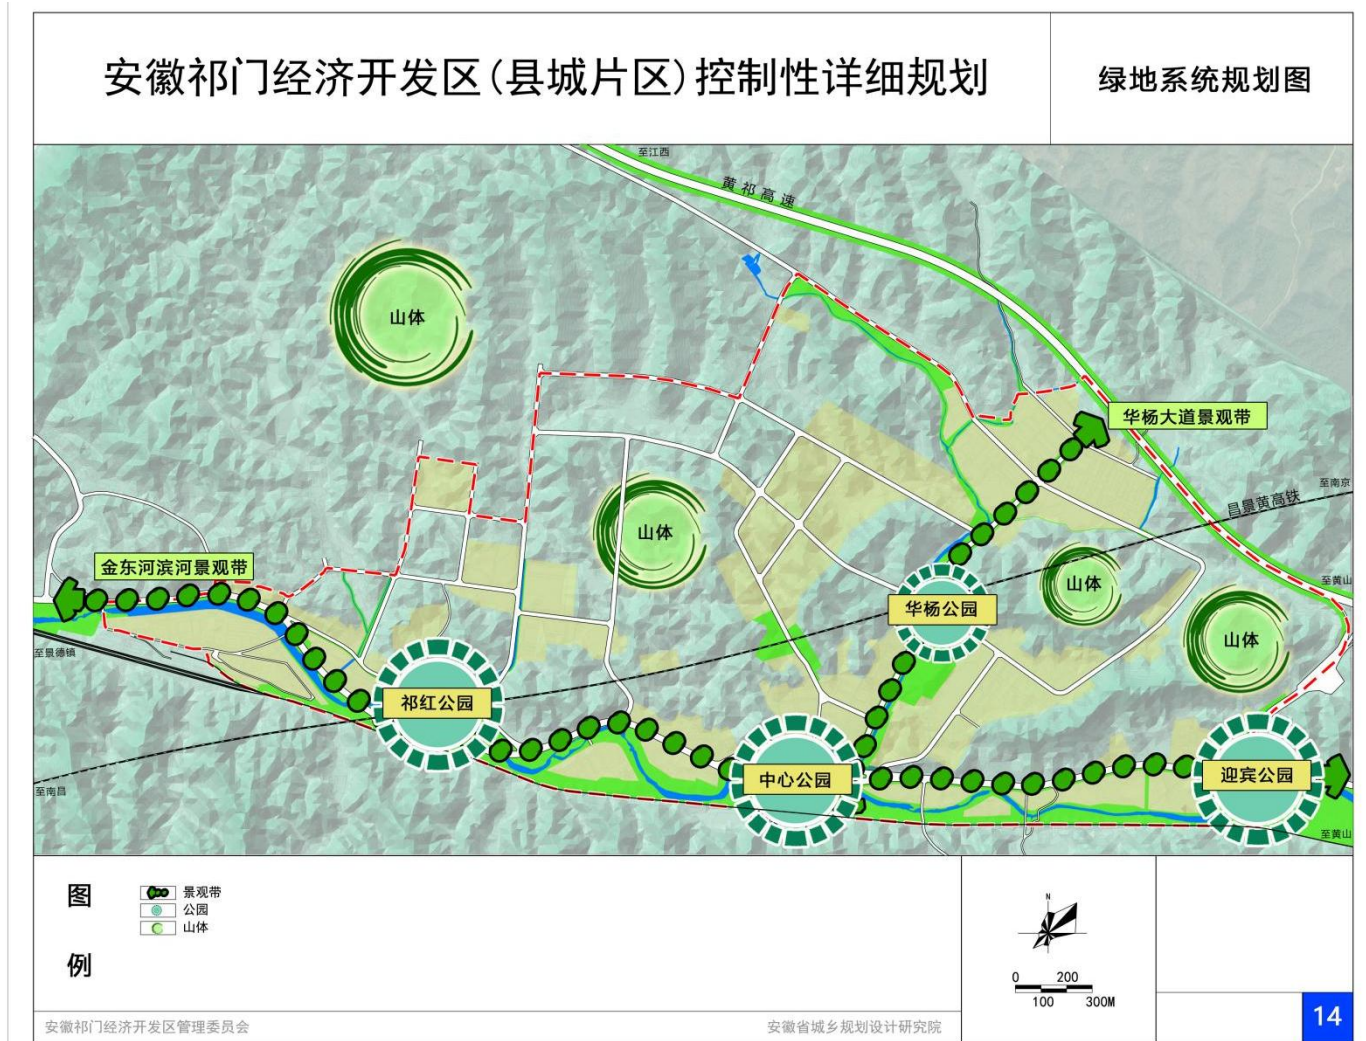 安徽祁门经济开发区(县城片区)控制性详细规划
绿地系统规划图
至江西
黄祁高速
山体
华杨大道景观带
至南京
昌景黄高铁
山体
金东河滨河景观带
山体
至黄山
华杨公园
山体
至景德镇
祁红公园
中心公园
迎宾公园
至南昌
至黄山
图例
景观带
公园
山体
N
0 200
100 300M
安徽祁门经济开发区管理委员会
安徽省城乡规划设计研究院
14